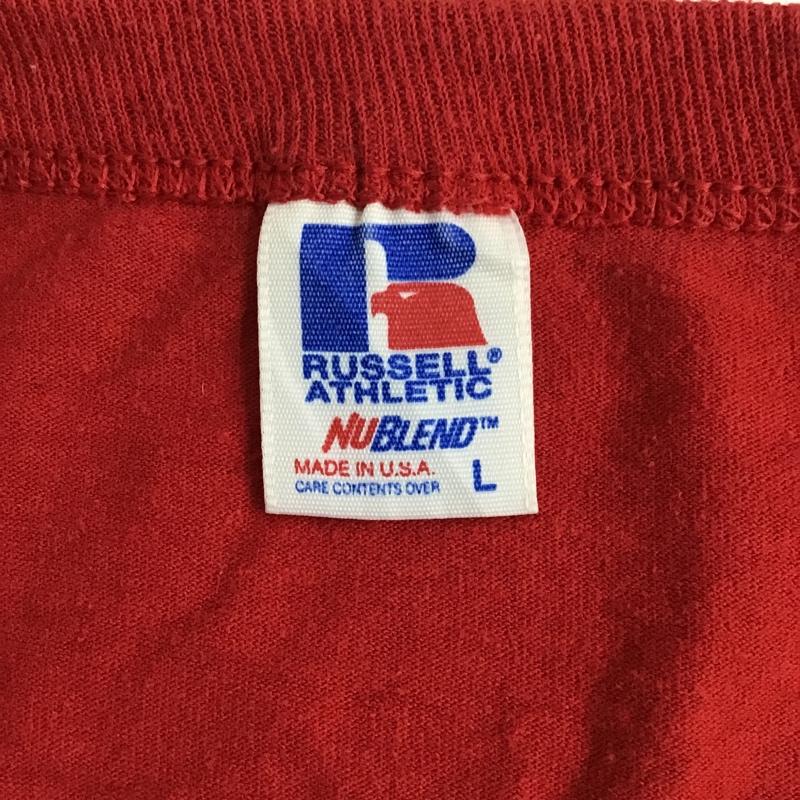 RUSSELL®
ATHLETIC
NUBLEND™
MADE IN U.S.A.
CARE CONTENTS OVER L